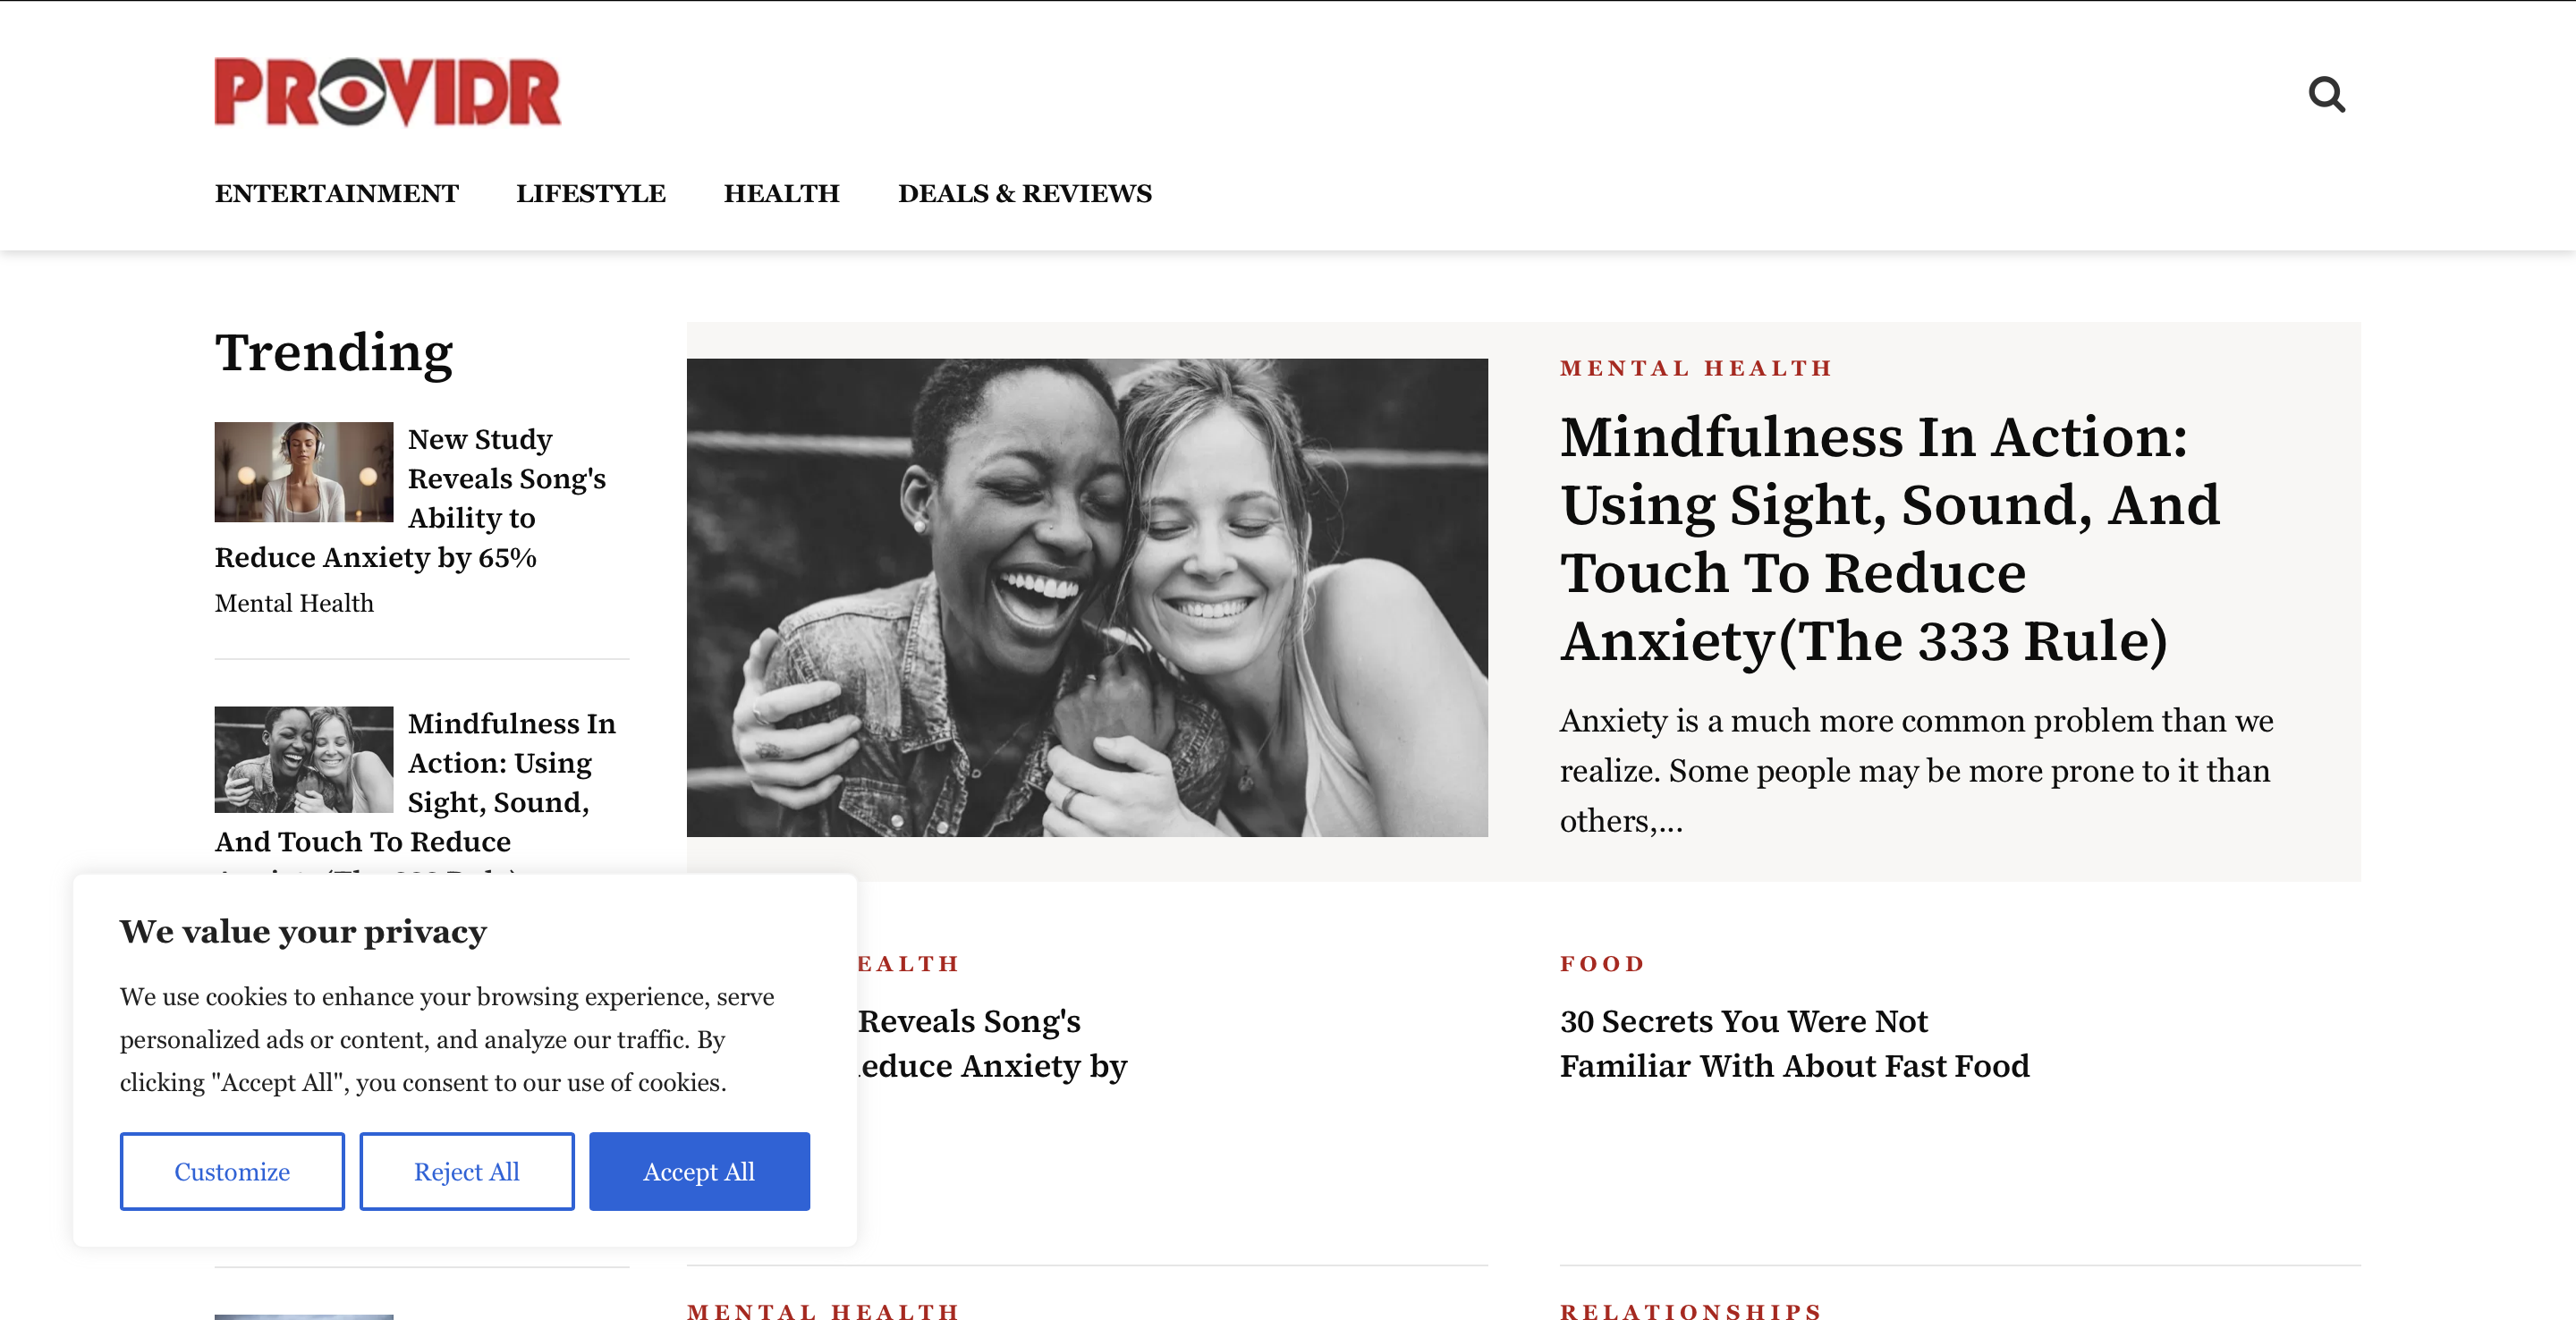 PROVIDR
ENTERTAINMENT LIFESTYLE HEALTH DEALS & REVIEWS
Trending
New Study
Reveals Song's
Ability to
Reduce Anxiety by 65%
Mental Health
Mindfulness In
Action: Using
Sight, Sound,
And Touch To Reduce
MENTAL HEALTH
Mindfulness In Action:
Using Sight, Sound, And
Touch To Reduce
Anxiety(The 333 Rule)
Anxiety is a much more common problem than we
realize. Some people may be more prone to it than
others,...
We value your privacy
We use cookies to enhance your browsing experience, serve
personalized ads or content, and analyze our traffic. By
clicking "Accept All", you consent to our use of cookies.
Customize Reject All Accept All
EALTH
Reveals Song's
educe Anxiety by
FOOD
30 Secrets You Were Not
Familiar With About Fast Food
MENTAL HEALTH
RELATIONSHIPS